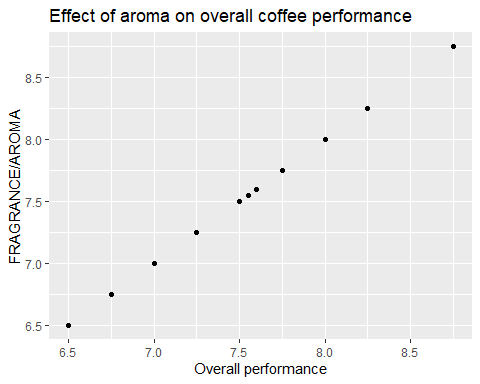 Effect of aroma on overall coffee performance
FRAGRANCE/AROMA
8.5
8.0
7.5
7.0
6.5
6.5 7.0 7.5 8.0 8.5
Overall performance